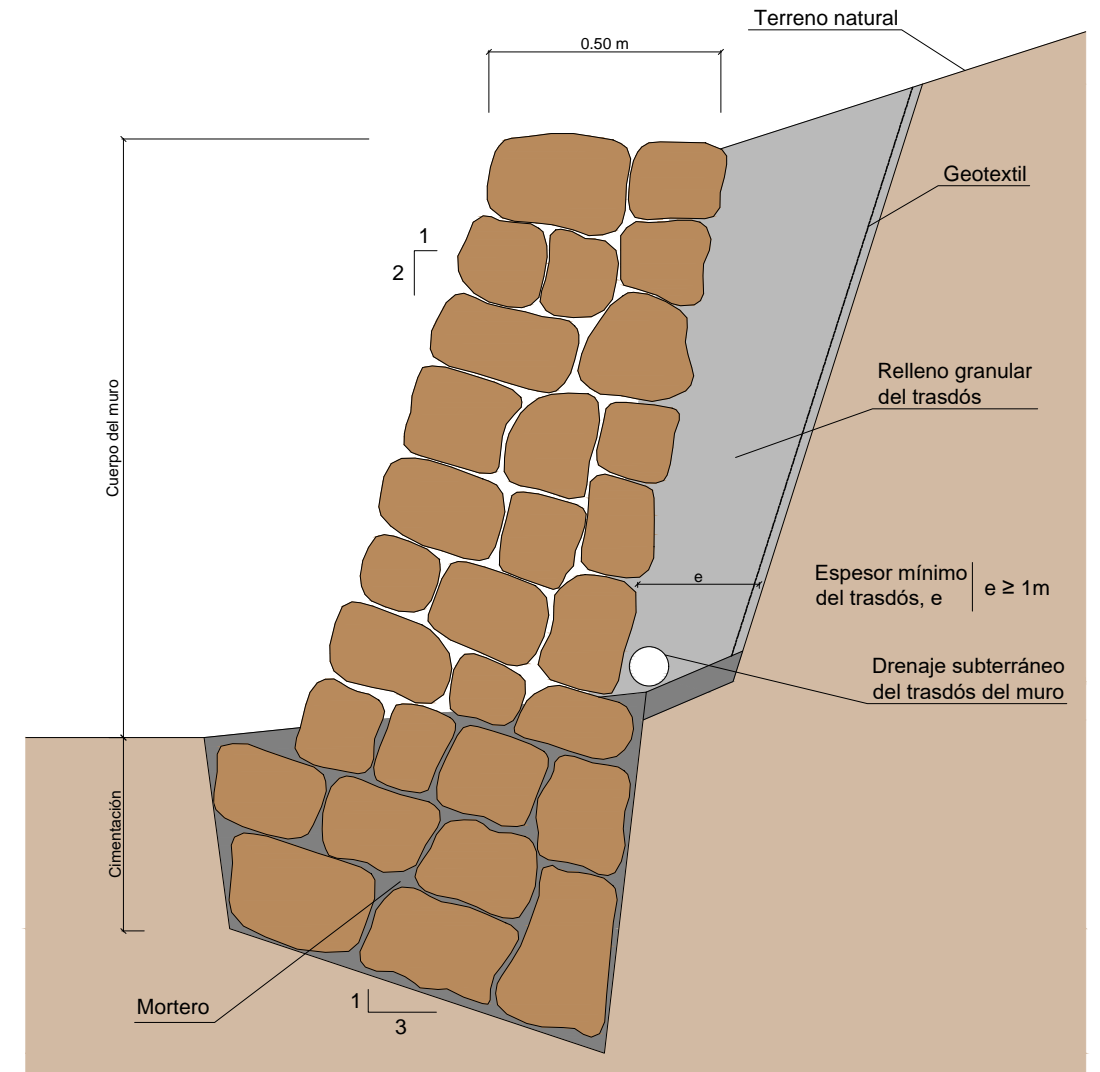 Terreno natural
0.50 m
Geotextil
1
2
Cuerpo del muro
Relleno granular
del trasdós
e
Espesor mínimo
del trasdós, e
e ≥ 1m
Drenaje subterráneo
del trasdós del muro
Cimentación
Mortero
1
3